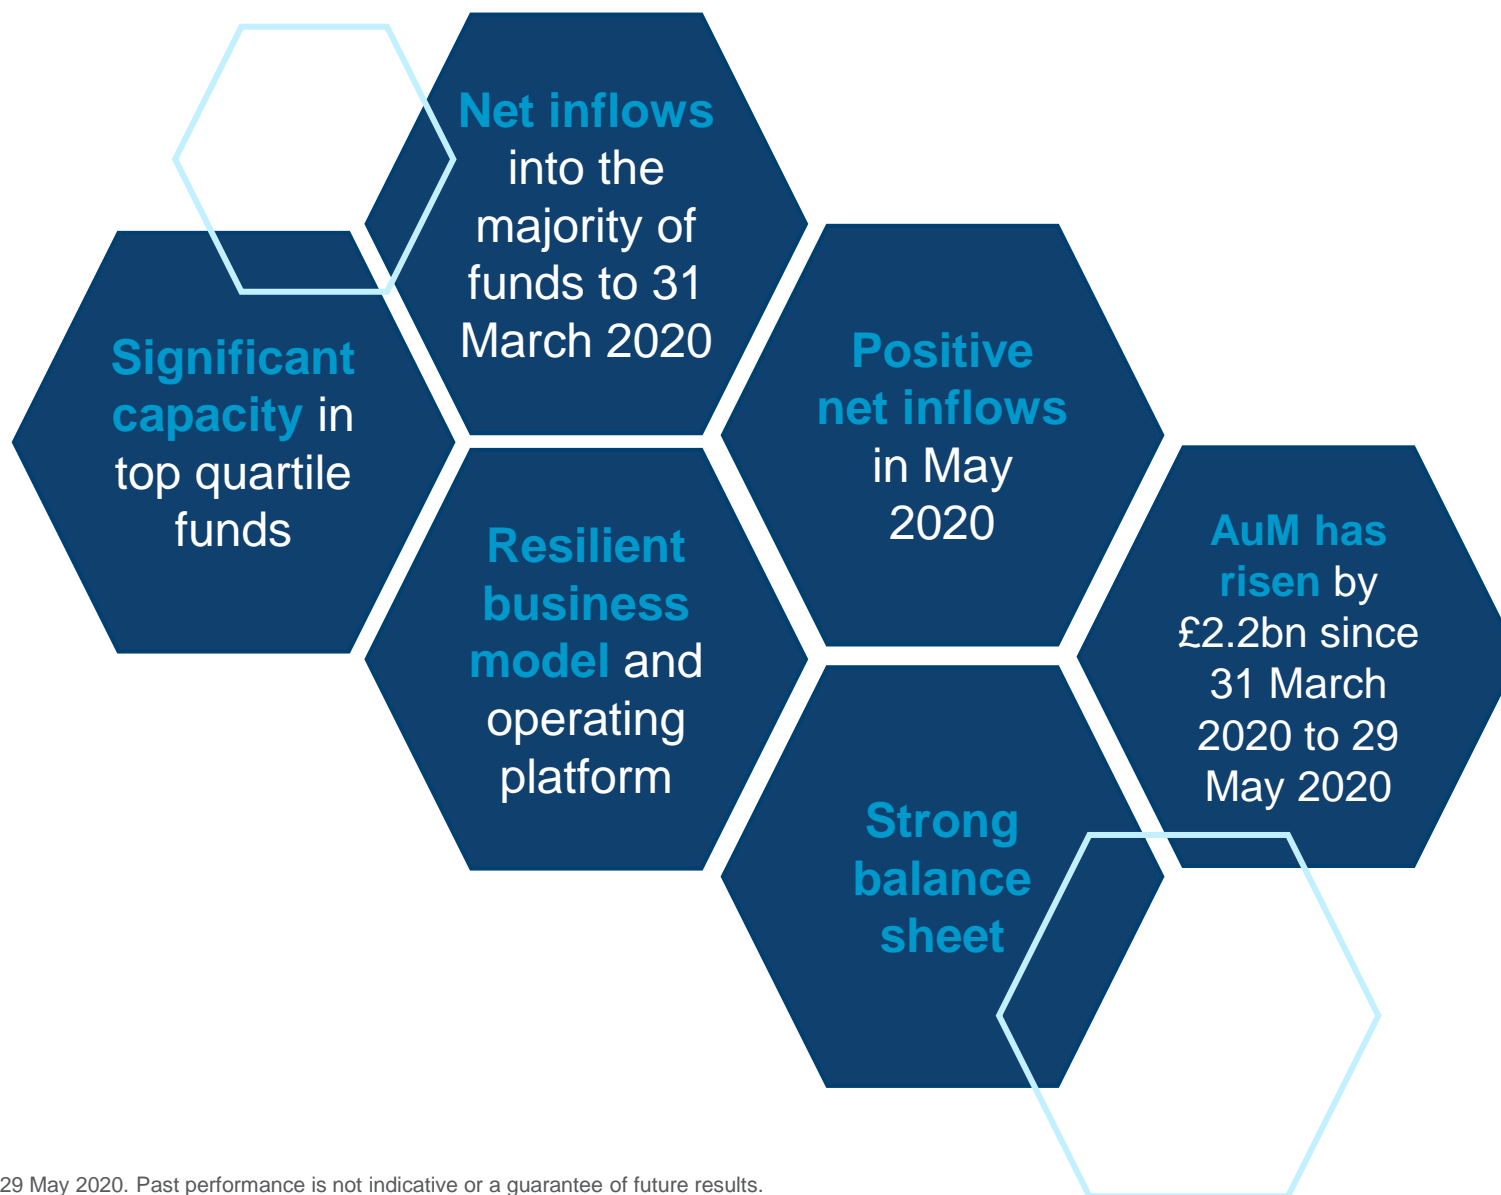 Net inflows
into the
majority of
funds to 31
March 2020
Significant
capacity in
top quartile
funds
Positive
net inflows
in May
2020
Resilient
business
model and
operating
platform
AuM has
risen by
£2.2bn since
31 March
2020 to 29
May 2020
Strong
balance
sheet
29 May 2020. Past performance is not indicative or a guarantee of future results.